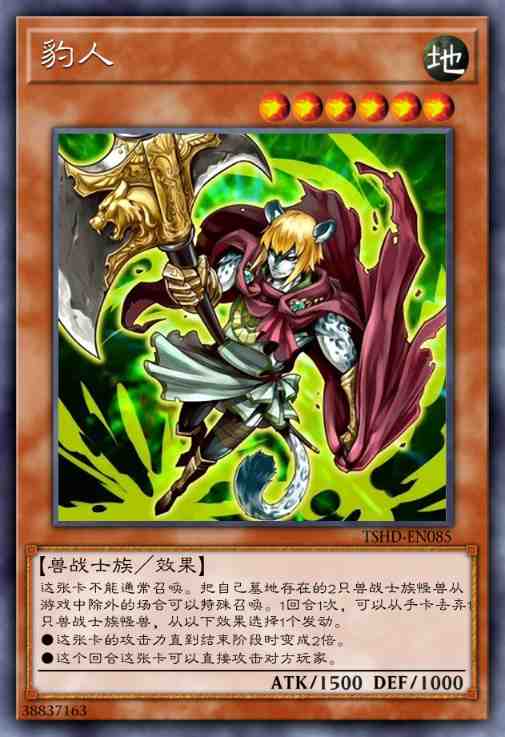 豹人
地
TSHD-EN085
【兽战士族／效果】
这张卡不能通常召唤。把自己墓地存在的2只兽战士族怪兽从
游戏中除外的场合可以特殊召唤。1回合1次，可以从手卡丢弃1
只兽战士族怪兽，从以下效果选择1个发动。
●这张卡的攻击力直到结束阶段时变成2倍。
●这个回合这张卡可以直接攻击对方玩家。
ATK/1500 DEF/1000
38837163